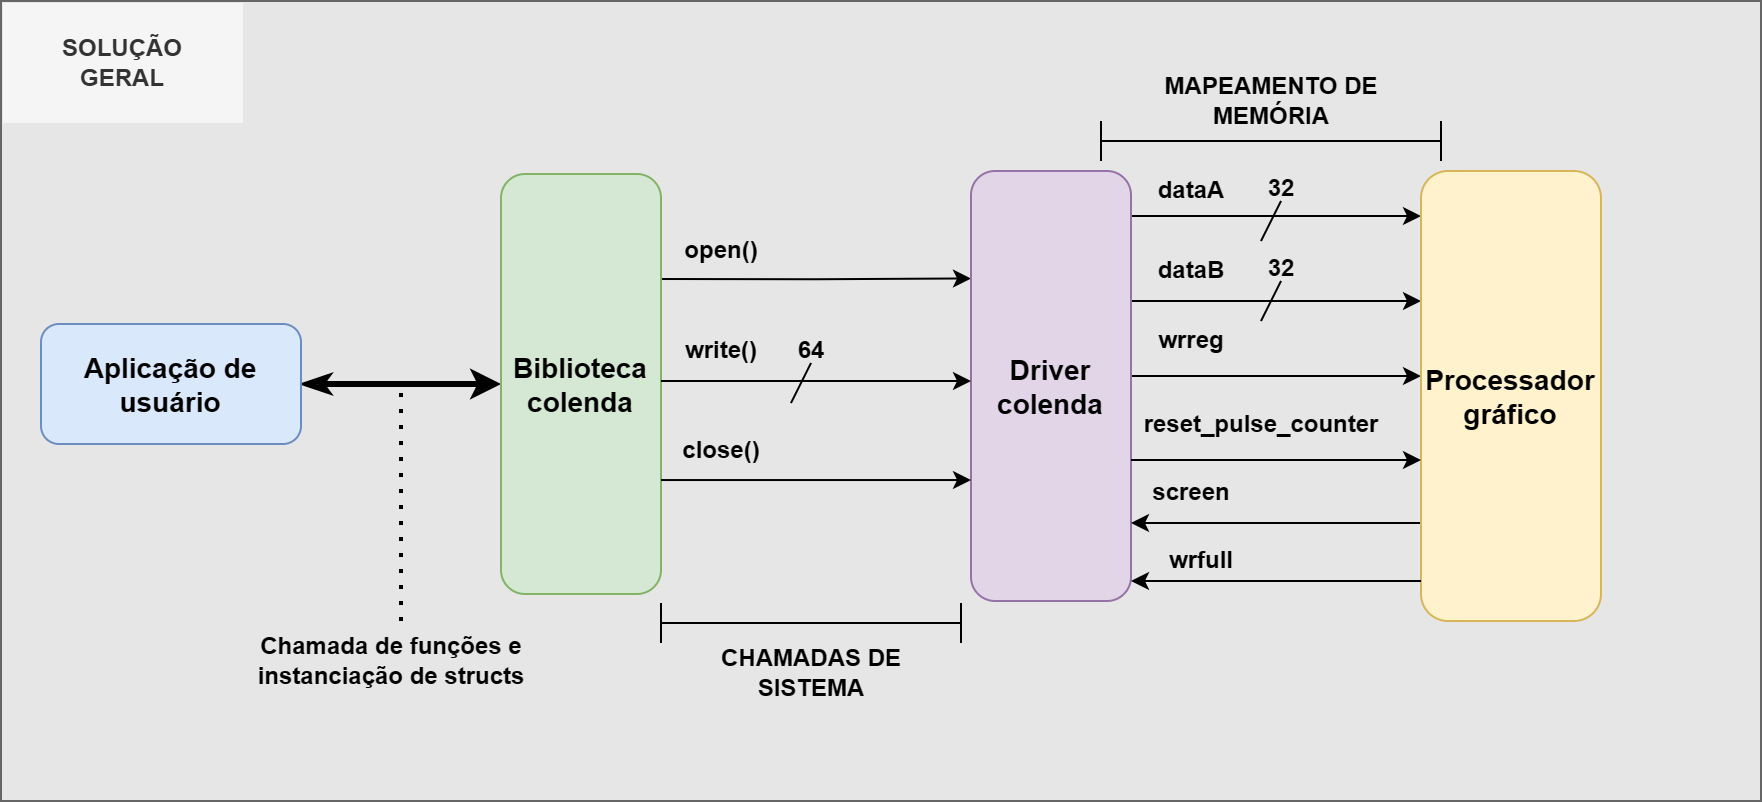 SOLUÇÃO
GERAL
MAPEAMENTO DE
MEMÓRIA
Aplicação de
usuário
Chamada de funções e
instanciação de structs
Biblioteca
colenda
open()
write()
64
close()
CHAMADAS DE
SISTEMA
Driver
colenda
dataA
32
dataB
32
wrreg
reset_pulse_counter
screen
wrfull
Processador
gráfico